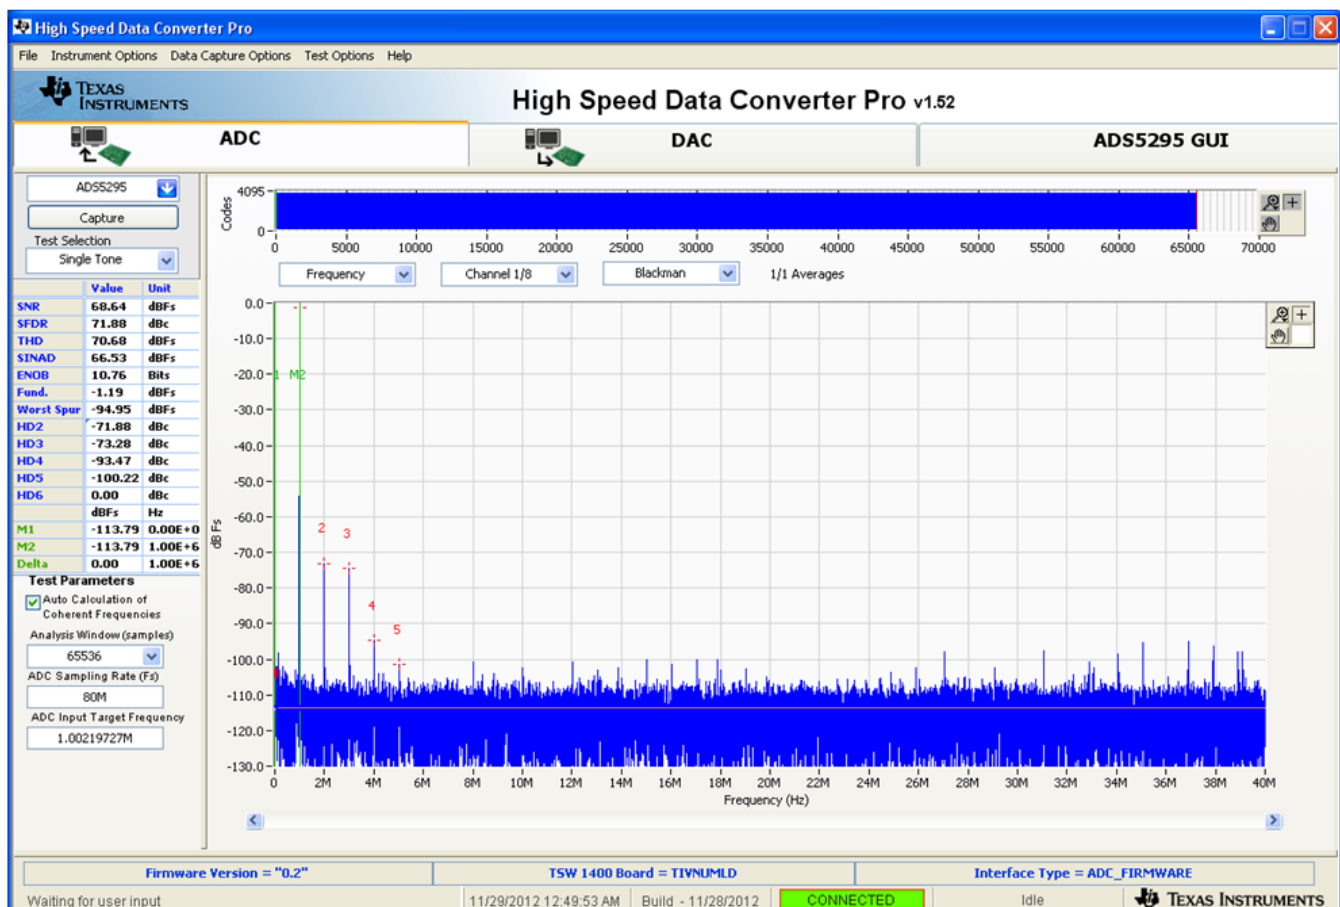 High Speed Data Converter Pro
File Instrument Options Data Capture Options Test Options Help
TEXAS INSTRUMENTS
High Speed Data Converter Pro v1.52
ADC
DAC
ADS5295 GUI
ADS5295
Capture
Test Selection
Single Tone
Value Unit
SNR 68.64 dBFs
SFDR 71.88 dBc
THD 70.68 dBFs
SINAD 66.53 dBFs
ENOB 10.76 Bits
Fund. -1.19 dBFs
Worst Spur -94.95 dBFs
HD2 -71.88 dBc
HD3 -73.28 dBc
HD4 -93.47 dBc
HD5 -100.22 dBc
HD6 0.00 dBc
dBFs Hz
M1 -113.79 0.00E+0
M2 -113.79 1.00E+6
Delta 0.00 1.00E+6
Test Parameters
Auto Calculation of
Coherent Frequencies
Analysis Window (samples)
65536
ADC Sampling Rate (Fs)
80M
ADC Input Target Frequency
1.00219727M
Codes
4095
0
0 5000 10000 15000 20000 25000 30000 35000 40000 45000 50000 55000 60000 65000 70000
Frequency
Channel 1/8
Blackman
1/1 Averages
dB Fs
0.0
-10.0
-20.0
-30.0
-40.0
-50.0
-60.0
-70.0
-80.0
-90.0
-100.0
-110.0
-120.0
-130.0
1 M2
2
3
4
5
0 2M 4M 6M 8M 10M 12M 14M 16M 18M 20M 22M 24M 26M 28M 30M 32M 34M 36M 38M 40M
Frequency (Hz)
Firmware Version = "0.2"
TSW 1400 Board = TIVNUMLD
Interface Type = ADC_FIRMWARE
Waiting for user input
11/29/2012 12:49:53 AM
Build - 11/28/2012
CONNECTED
Idle
TEXAS INSTRUMENTS